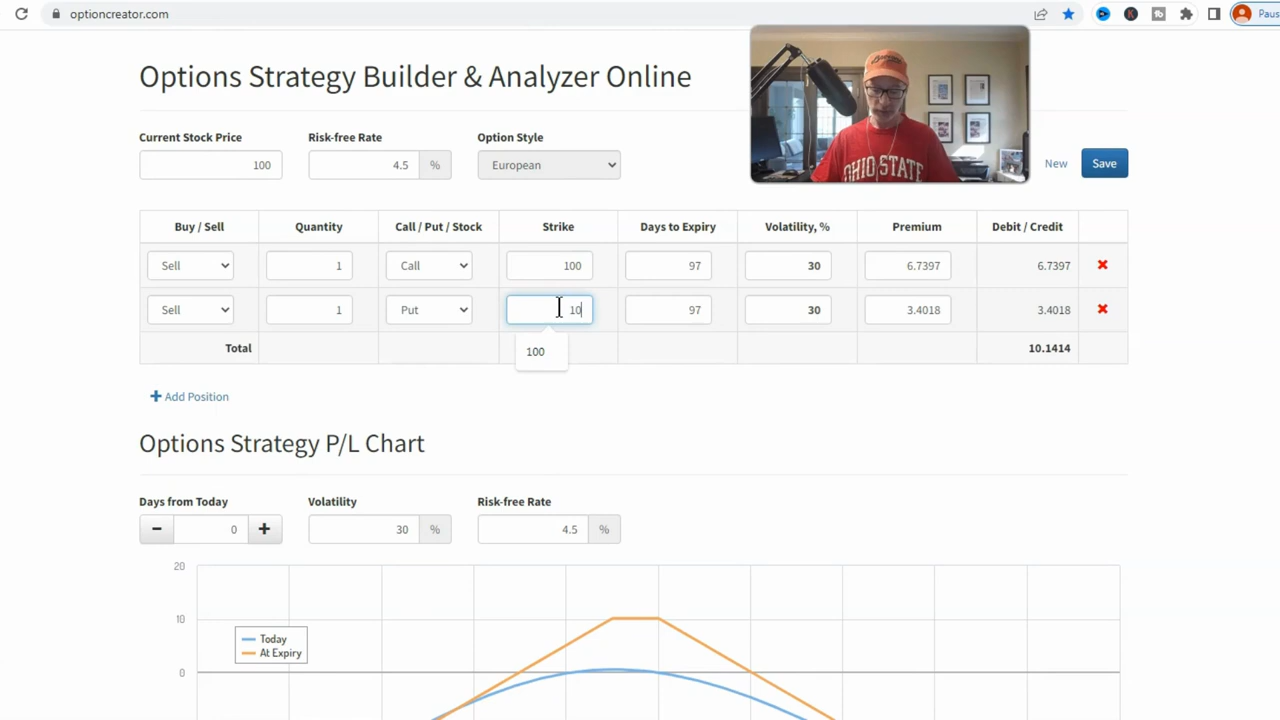 optioncreator.com
Paus
Options Strategy Builder & Analyzer Online
OHIO STATE
Current Stock Price Risk-free Rate Option Style
100 4.5 % European
New Save
Buy / Sell Quantity Call / Put / Stock Strike Days to Expiry Volatility, % Premium Debit / Credit
Sell 1 Call 100 97 30 6.7397 6.7397
Sell 1 Put 10 97 30 3.4018 3.4018
Total 10.1414
100
Add Position
Options Strategy P/L Chart
Days from Today Volatility Risk-free Rate
0 30 % 4.5 %
20
10
Today
At Expiry
0